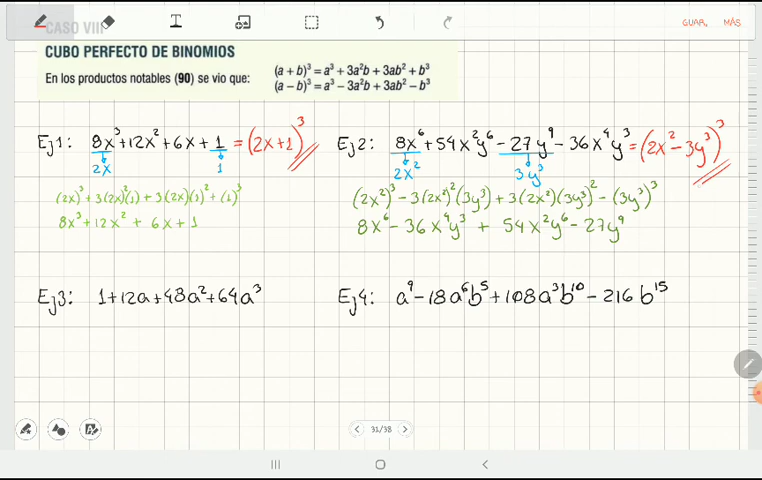 GUAR. MÁS
CASO VIII
CUBO PERFECTO DE BINOMIOS
En los productos notables (90) se vio que:
(a + b)³ = a³ + 3a²b + 3ab² + b³
(a − b)³ = a³ − 3a²b + 3ab² − b³
Ej1: 8x³+12x²+6x+1=(2x+1)³
2x 1
(2x)³+3(2x)²(1)+3(2x)(1)²+(1)³
8x³+12x²+6x+1
Ej2: 8x⁶+54x²y⁶-27y⁹-36x⁴y³=(2x²-3y³)³
2x² 3y³
(2x²)³-3(2x²)²(3y³)+3(2x²)(3y³)²-(3y³)³
8x⁶-36x⁴y³+54x²y⁶-27y⁹
Ej3: 1+12a+48a²+64a³
Ej4: a⁹-18a⁶b⁵+108a³b¹⁰-216b¹⁵
31/38